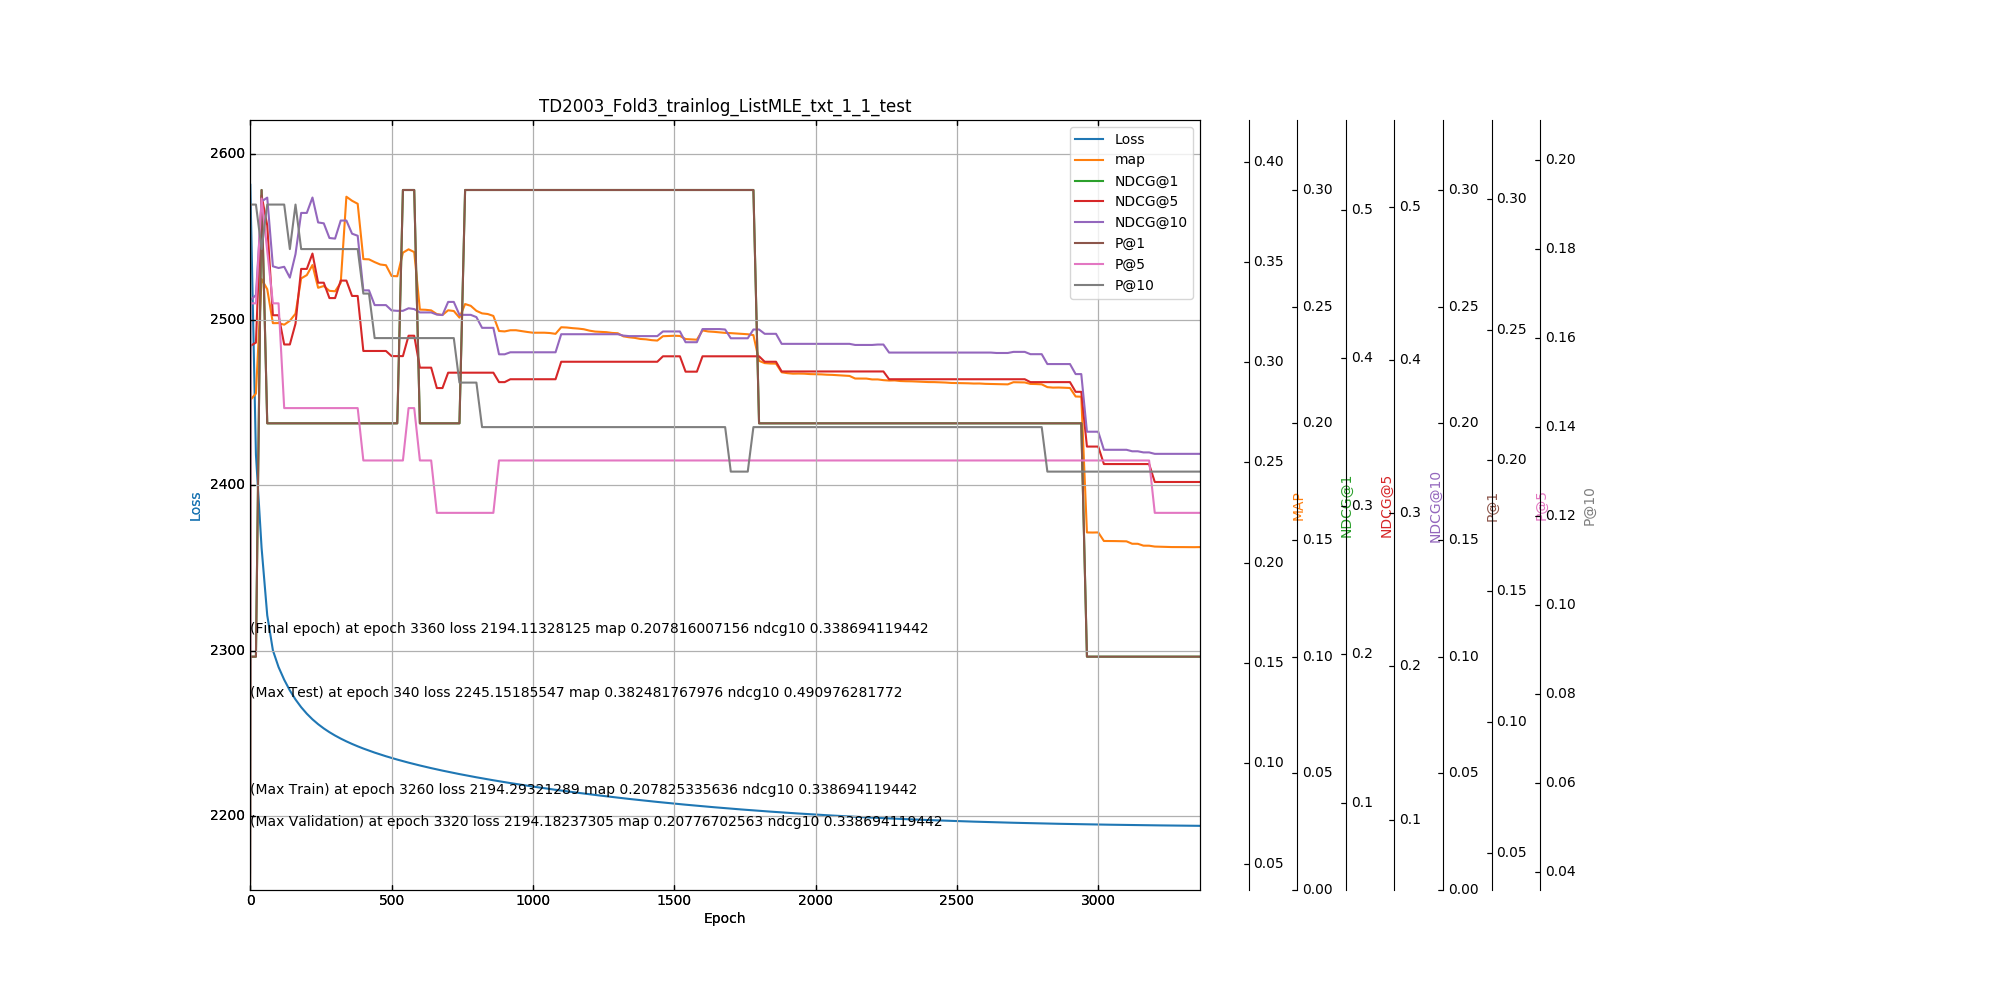 TD2003_Fold3_trainlog_ListMLE_txt_1_1_test
Loss
map
NDCG@1
NDCG@5
NDCG@10
P@1
P@5
P@10
2600
2500
2400
2300
2200
Loss
(Final epoch) at epoch 3360 loss 2194.11328125 map 0.207816007156 ndcg10 0.338694119442
(Max Test) at epoch 340 loss 2245.15185547 map 0.382481767976 ndcg10 0.490976281772
(Max Train) at epoch 3260 loss 2194.29321289 map 0.207825335636 ndcg10 0.338694119442
(Max Validation) at epoch 3320 loss 2194.18237305 map 0.20776702563 ndcg10 0.338694119442
0 500 1000 1500 2000 2500 3000
Epoch
0.40
0.35
0.30
0.25
0.20
0.15
0.10
0.05
MAP
0.30
0.25
0.20
0.15
0.10
0.05
0.00
NDCG@1
0.5
0.4
0.3
0.2
0.1
NDCG@5
0.5
0.4
0.3
0.2
0.1
NDCG@10
0.30
0.25
0.20
0.15
0.10
0.05
0.00
P@1
0.30
0.25
0.20
0.15
0.10
0.05
P@5
0.20
0.18
0.16
0.14
0.12
0.10
0.08
0.06
0.04
P@10